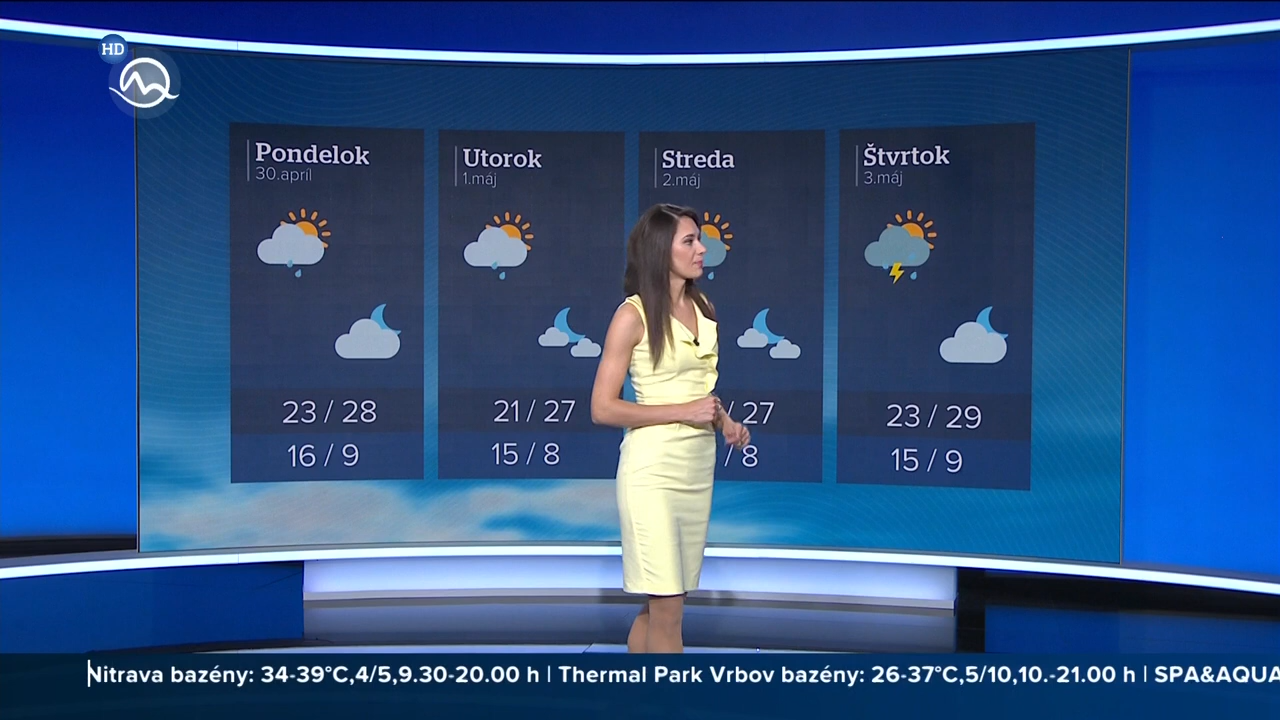 HD
Pondelok
30.apríl
23 / 28
16 / 9
Utorok
1.máj
21 / 27
15 / 8
Streda
2.máj
/ 27
/ 8
Štvrtok
3.máj
23 / 29
15 / 9
Nitrava bazény: 34-39°C,4/5,9.30-20.00 h | Thermal Park Vrbov bazény: 26-37°C,5/10,10.-21.00 h | SPA&AQUA